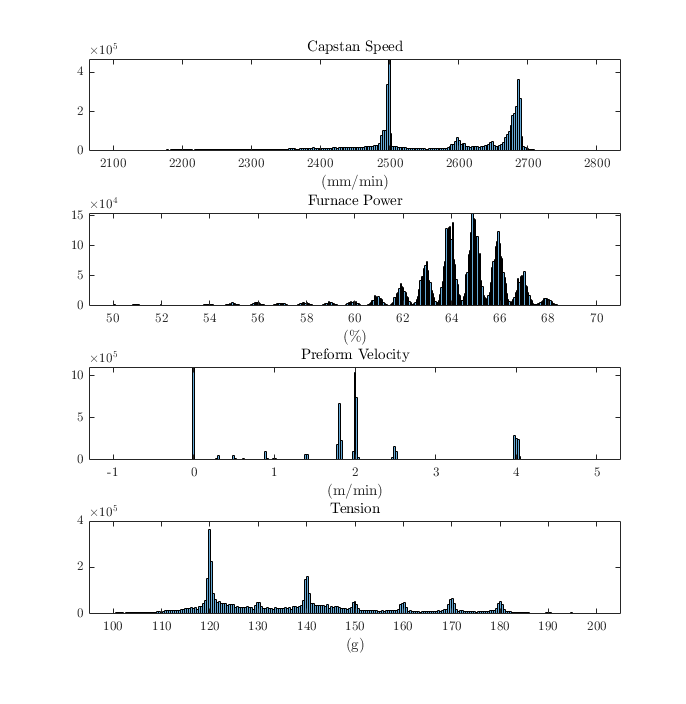 Capstan Speed
×10^5
4
2
0
2100 2200 2300 2400 2500 2600 2700 2800
(mm/min)
Furnace Power
×10^4
15
10
5
0
50 52 54 56 58 60 62 64 66 68 70
(%)
Preform Velocity
×10^5
10
5
0
-1 0 1 2 3 4 5
(m/min)
Tension
×10^5
4
2
0
100 110 120 130 140 150 160 170 180 190 200
(g)